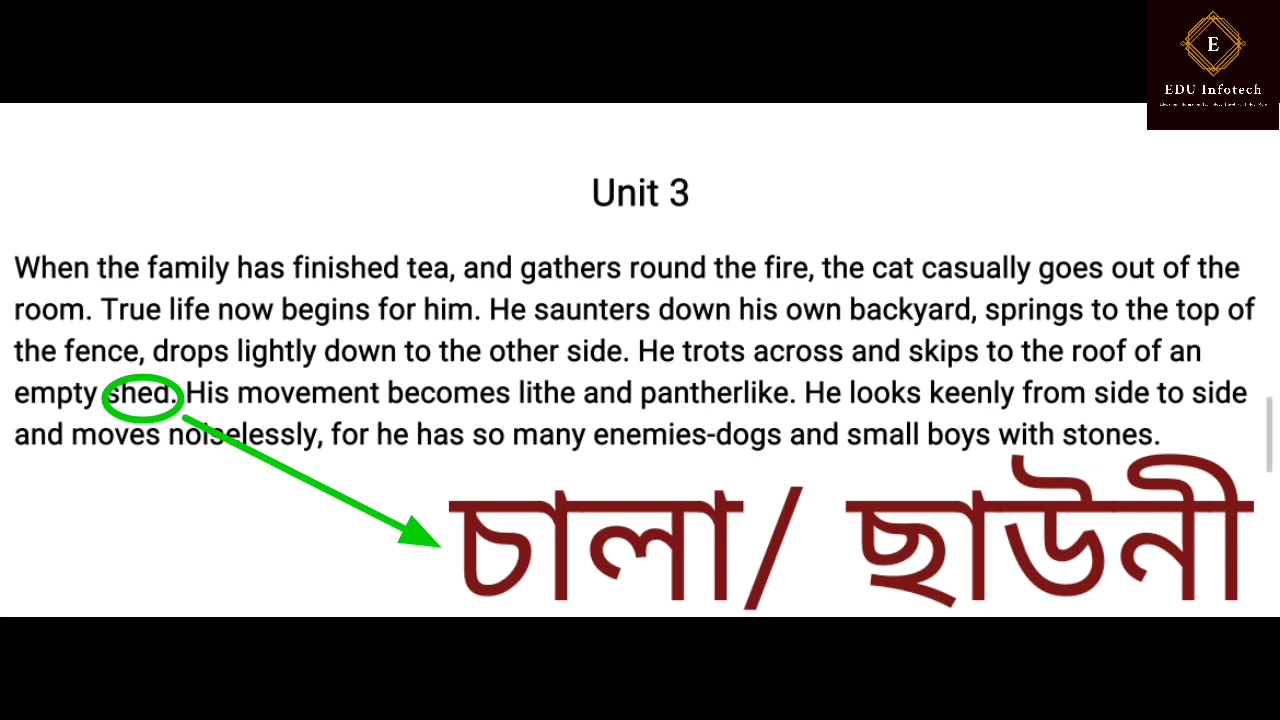 E
EDU Infotech
Unit 3
When the family has finished tea, and gathers round the fire, the cat casually goes out of the
room. True life now begins for him. He saunters down his own backyard, springs to the top of
the fence, drops lightly down to the other side. He trots across and skips to the roof of an
empty shed. His movement becomes lithe and pantherlike. He looks keenly from side to side
and moves noiselessly, for he has so many enemies-dogs and small boys with stones.
চালা/ ছাউনী